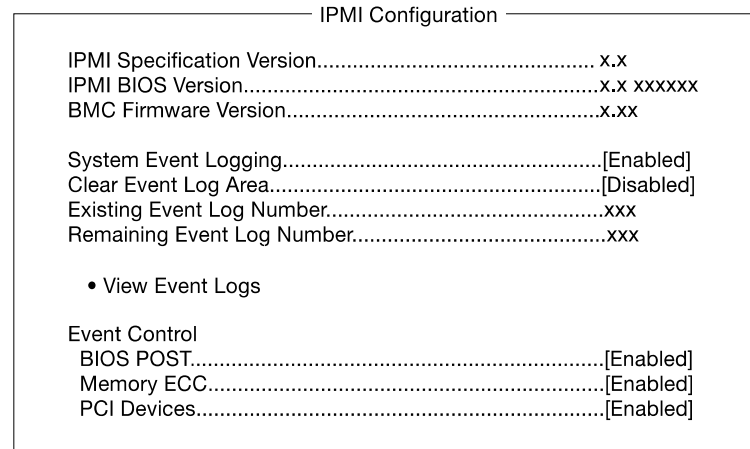 IPMI Configuration
IPMI Specification Version.................................................. x.x
IPMI BIOS Version................................................................x.x xxxxxx
BMC Firmware Version........................................................x.xx
System Event Logging.........................................................[Enabled]
Clear Event Log Area...........................................................[Disabled]
Existing Event Log Number.................................................xxx
Remaining Event Log Number.............................................xxx
• View Event Logs
Event Control
BIOS POST..........................................................................[Enabled]
Memory ECC.......................................................................[Enabled]
PCI Devices.........................................................................[Enabled]